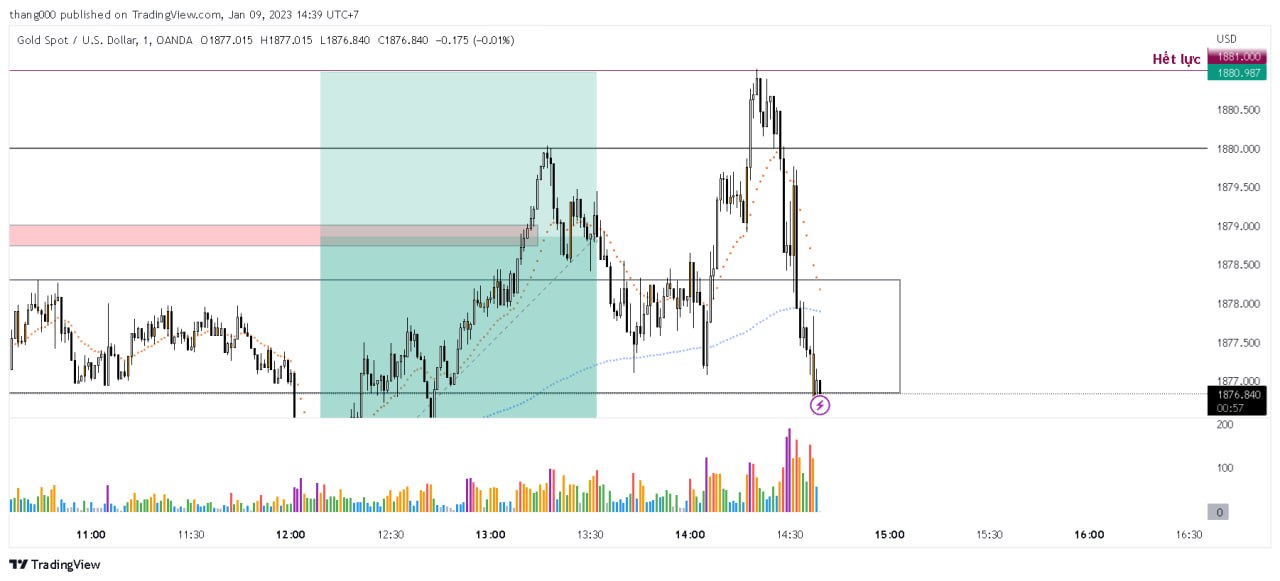 thang000 published on TradingView.com, Jan 09, 2023 14:39 UTC+7
Gold Spot / U.S. Dollar, 1, OANDA O1877.015 H1877.015 L1876.840 C1876.840 −0.175 (−0.01%)
USD
Hết lực
1881.000
1880.987
1880.500
1880.000
1879.500
1879.000
1878.500
1878.000
1877.500
1877.000
1876.840
00:57
200
100
0
11:00 11:30 12:00 12:30 13:00 13:30 14:00 14:30 15:00 15:30 16:00 16:30
TradingView